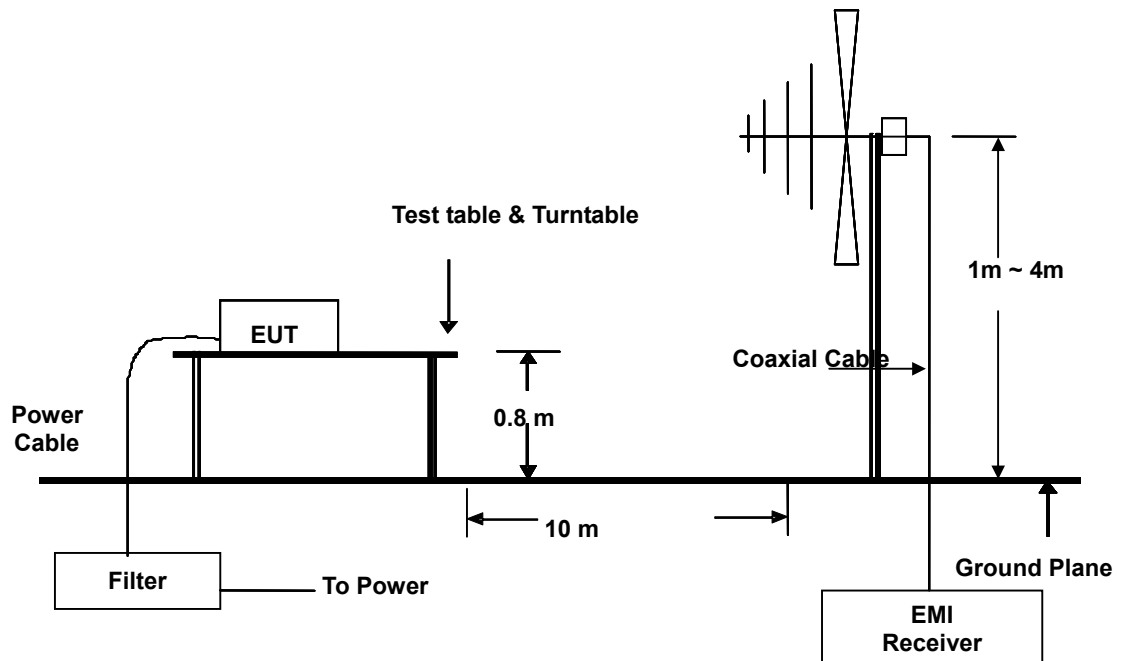 Test table & Turntable
1m ~ 4m
EUT
Coaxial Cable
0.8 m
Power
Cable
10 m
Filter
To Power
Ground Plane
EMI
Receiver